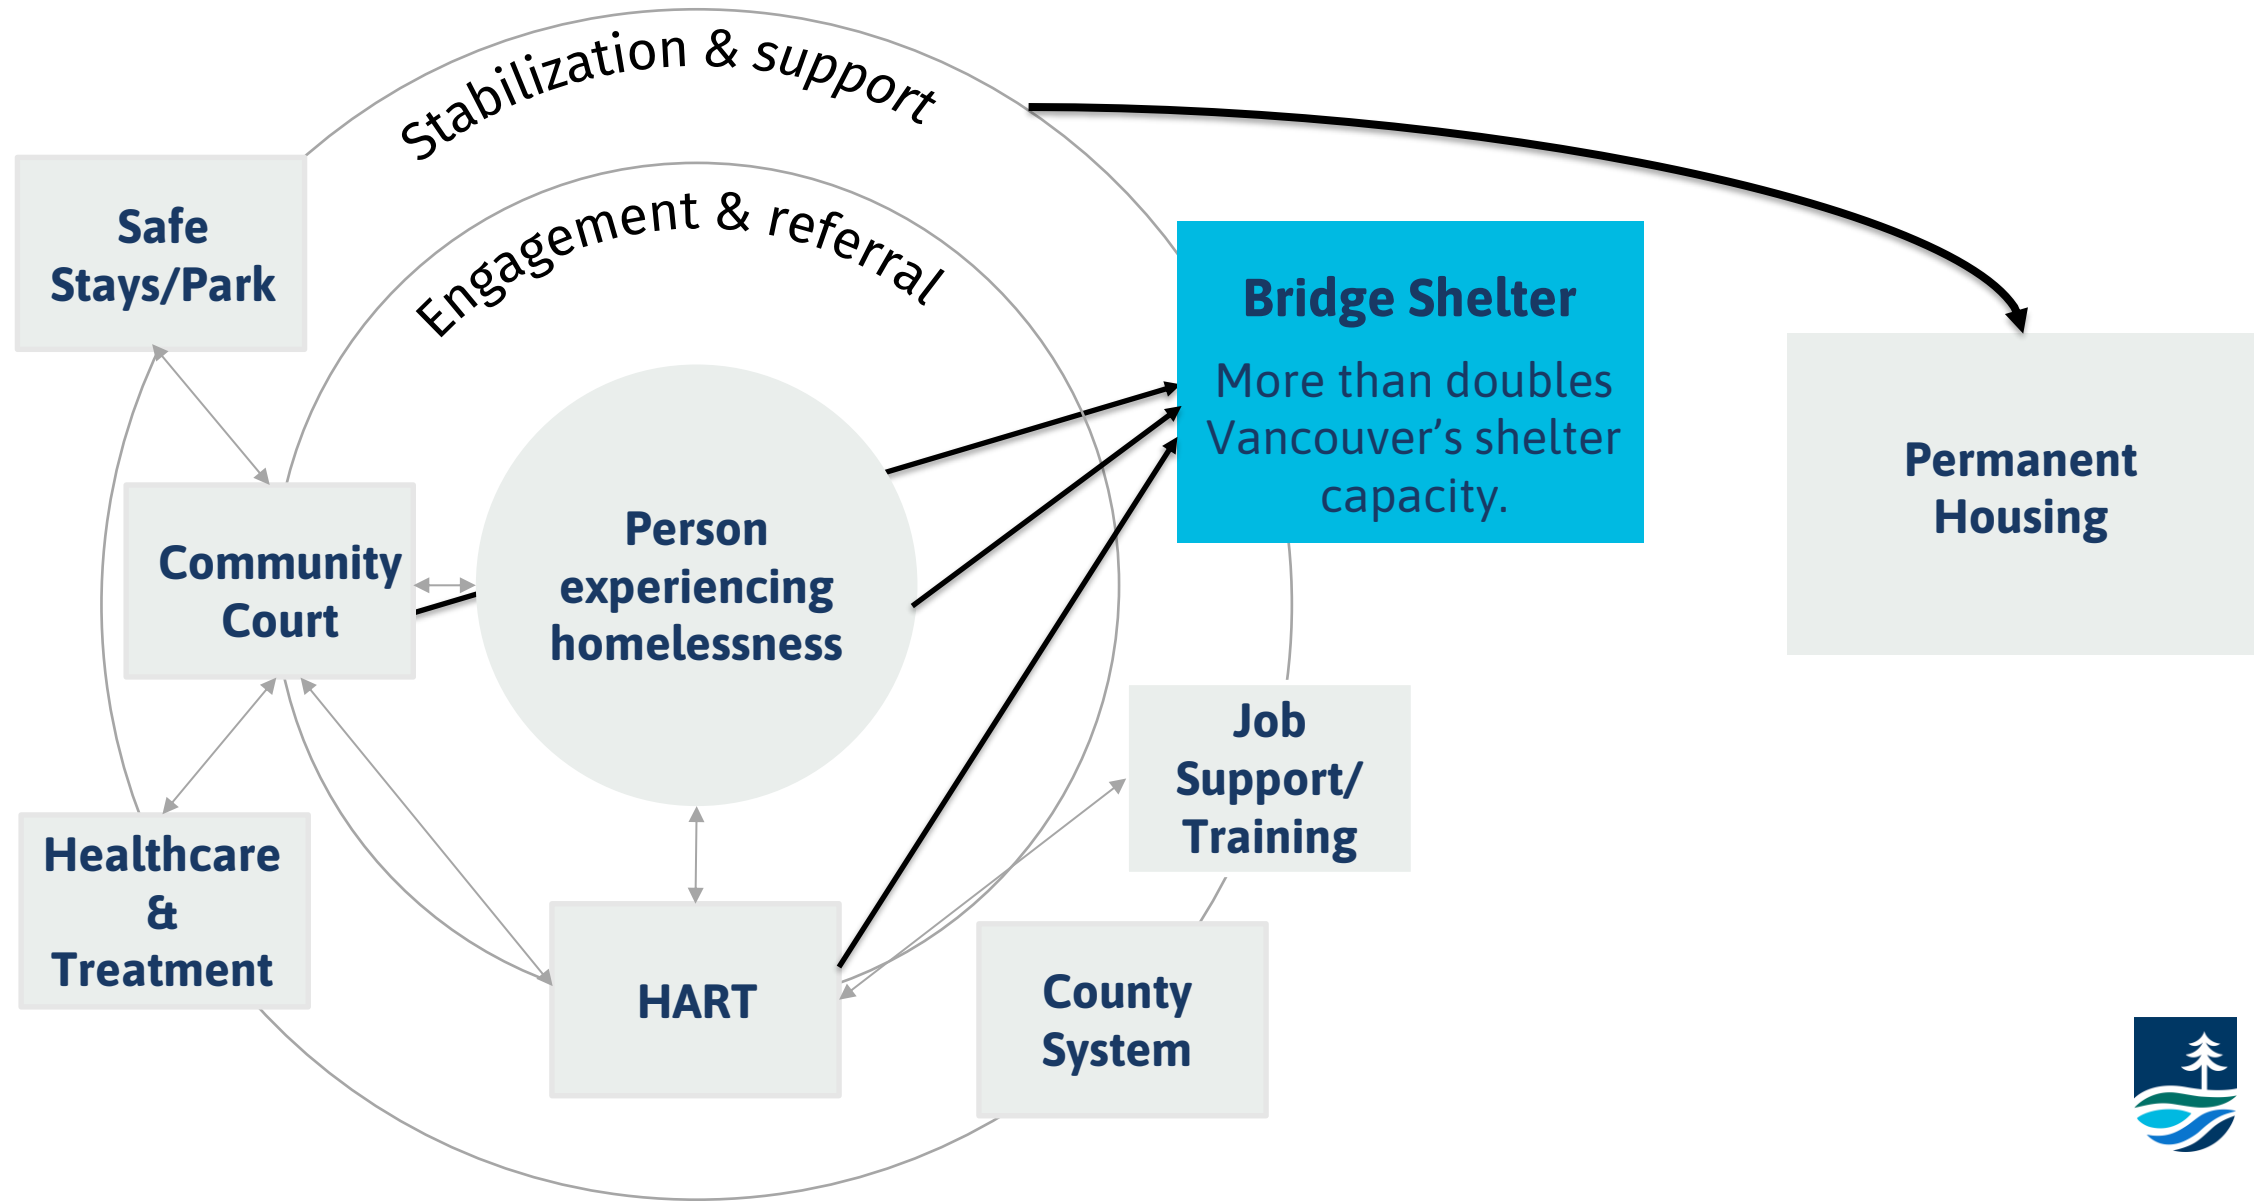 Stabilization & support
Engagement & referral
Safe
Stays/Park
Bridge Shelter
More than doubles
Vancouver’s shelter
capacity.
Permanent
Housing
Community
Court
Person
experiencing
homelessness
Job
Support/
Training
Healthcare
&
Treatment
HART
County
System